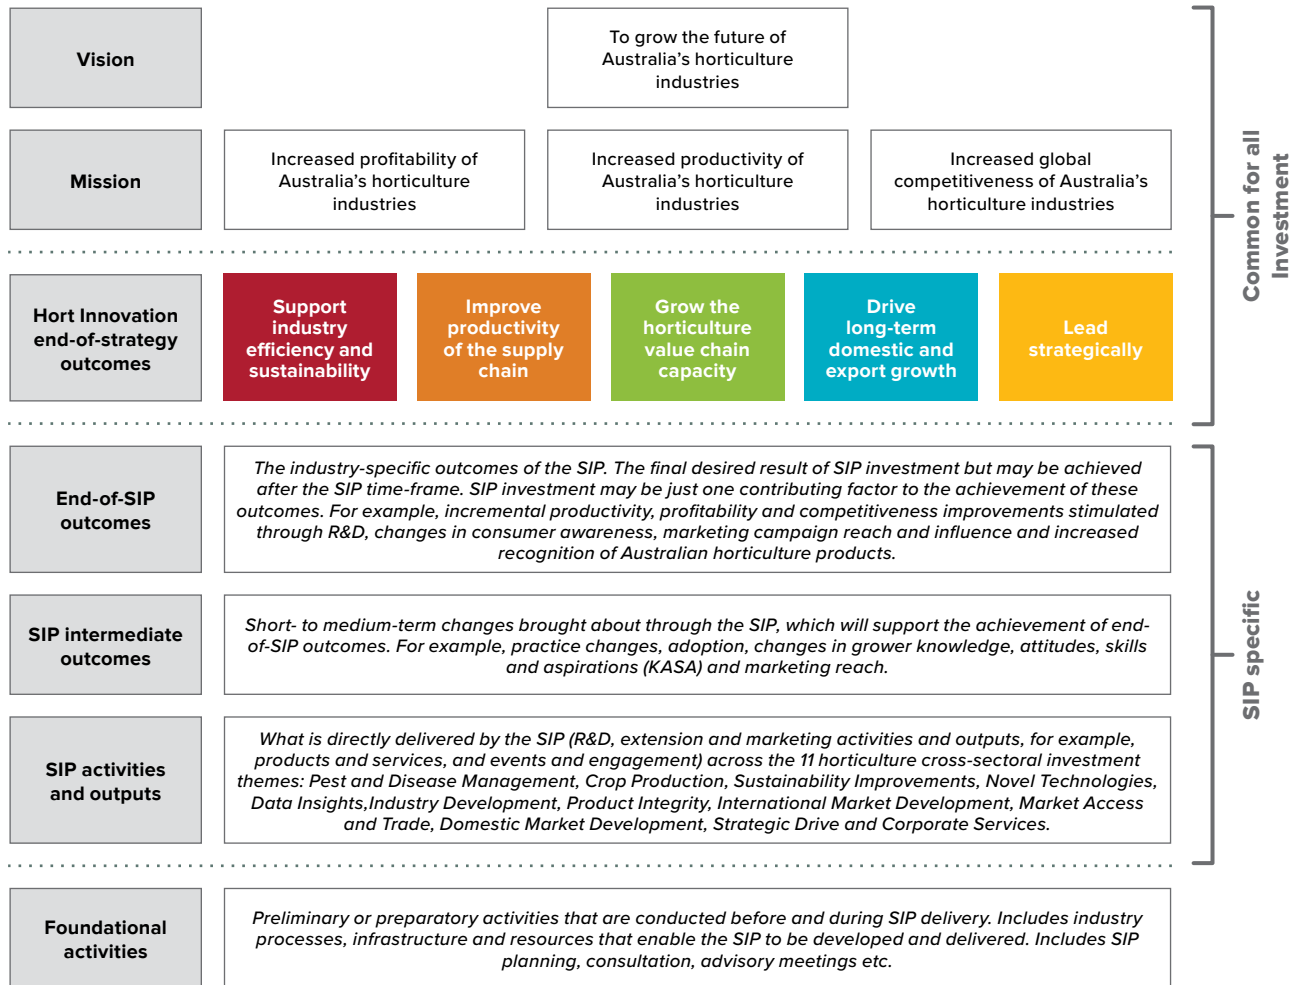 Vision
To grow the future of
Australia’s horticulture
industries
Mission
Increased profitability of
Australia’s horticulture
industries
Increased productivity of
Australia’s horticulture
industries
Increased global
competitiveness of Australia’s
horticulture industries
Common for all
Investment
Hort Innovation
end-of-strategy
outcomes
Support
industry
efficiency and
sustainability
Improve
productivity
of the supply
chain
Grow the
horticulture
value chain
capacity
Drive
long-term
domestic and
export growth
Lead
strategically
End-of-SIP
outcomes
The industry-specific outcomes of the SIP. The final desired result of SIP investment but may be achieved
after the SIP time-frame. SIP investment may be just one contributing factor to the achievement of these
outcomes. For example, incremental productivity, profitability and competitiveness improvements stimulated
through R&D, changes in consumer awareness, marketing campaign reach and influence and increased
recognition of Australian horticulture products.
SIP intermediate
outcomes
Short- to medium-term changes brought about through the SIP, which will support the achievement of end-
of-SIP outcomes. For example, practice changes, adoption, changes in grower knowledge, attitudes, skills
and aspirations (KASA) and marketing reach.
SIP specific
SIP activities
and outputs
What is directly delivered by the SIP (R&D, extension and marketing activities and outputs, for example,
products and services, and events and engagement) across the 11 horticulture cross-sectoral investment
themes: Pest and Disease Management, Crop Production, Sustainability Improvements, Novel Technologies,
Data Insights,Industry Development, Product Integrity, International Market Development, Market Access
and Trade, Domestic Market Development, Strategic Drive and Corporate Services.
Foundational
activities
Preliminary or preparatory activities that are conducted before and during SIP delivery. Includes industry
processes, infrastructure and resources that enable the SIP to be developed and delivered. Includes SIP
planning, consultation, advisory meetings etc.